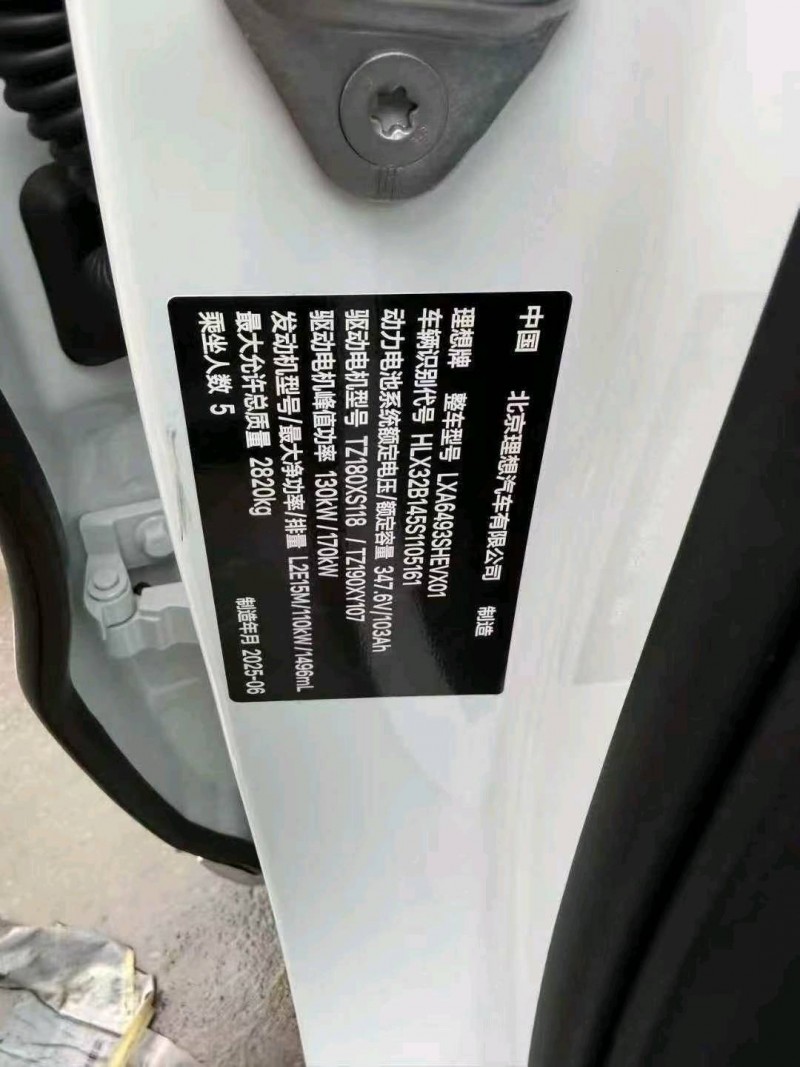 中国 北京理想汽车有限公司 制造
理想牌 整车型号 LXA6493SHEVX01
车辆识别代号 HLX32B145S1105161
动力电池系统额定电压/额定容量 347.6V/103Ah
驱动电机型号 TZ180XS118 /TZ190XY107
驱动电机峰值功率 130kW/170kW
发动机型号/最大净功率/排量 L2E15M/110kW/1496mL
最大允许总质量 2820kg
乘坐人数 5 制造年月 2025-06